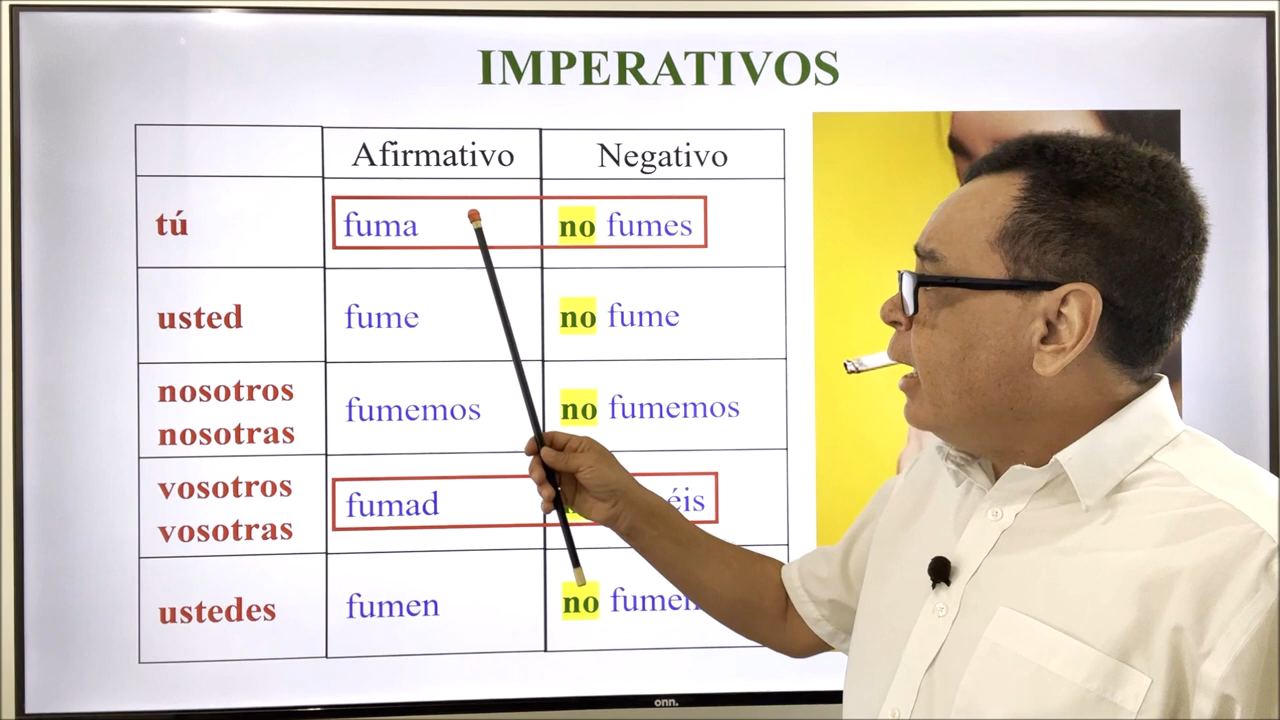 IMPERATIVOS
Afirmativo Negativo
tú fuma no fumes
usted fume no fume
nosotros
nosotras fumemos no fumemos
vosotros
vosotras fumad
ustedes fumen no
onn.